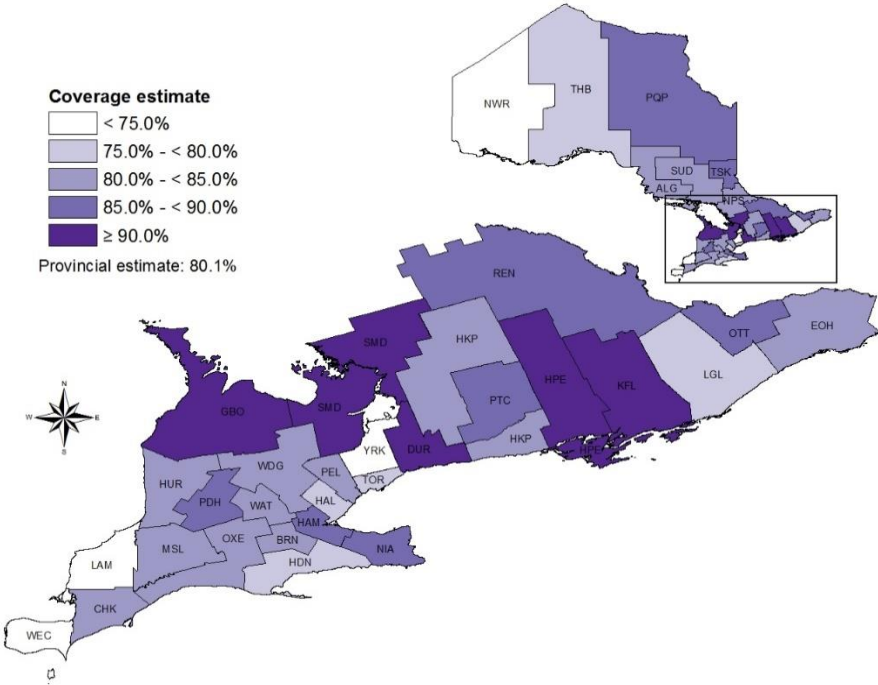 Coverage estimate
< 75.0%
75.0% - < 80.0%
80.0% - < 85.0%
85.0% - < 90.0%
≥ 90.0%
Provincial estimate: 80.1%
NWR
THB
PQP
SUD
TSK
ALG
NPS
REN
SMD
HKP
OTT
EOH
LGL
HPE
KFL
PTC
GBO
SMD
N
W
E
S
YRK
DUR
HKP
HPE
WDG
PEL
TOR
HUR
PDH
WAT
HAL
HAM
MSL
OXE
BRN
NIA
LAM
HDN
CHK
WEC